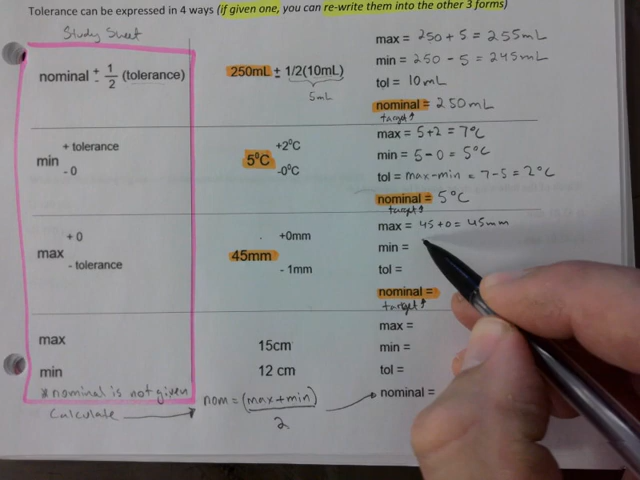 Tolerance can be expressed in 4 ways (if given one, you can re-write them into the other 3 forms)
Study Sheet
nominal ± 1/2 (tolerance)
250mL ± 1/2(10mL)
5mL
max = 250 + 5 = 255mL
min = 250 - 5 = 245mL
tol = 10mL
nominal = 250mL
target↑
min + tolerance
- 0
5⁰C +2⁰C
-0⁰C
max = 5+2 = 7°C
min = 5-0 = 5°C
tol = max-min = 7-5 = 2°C
nominal = 5°C
target↑
max + 0
- tolerance
45mm +0mm
- 1mm
max = 45+0 = 45mm
min =
tol =
nominal =
target↑
max
min
* nominal is not given
Calculate → nom = (max+min)
2
15cm
12 cm
max =
min =
tol =
nominal =